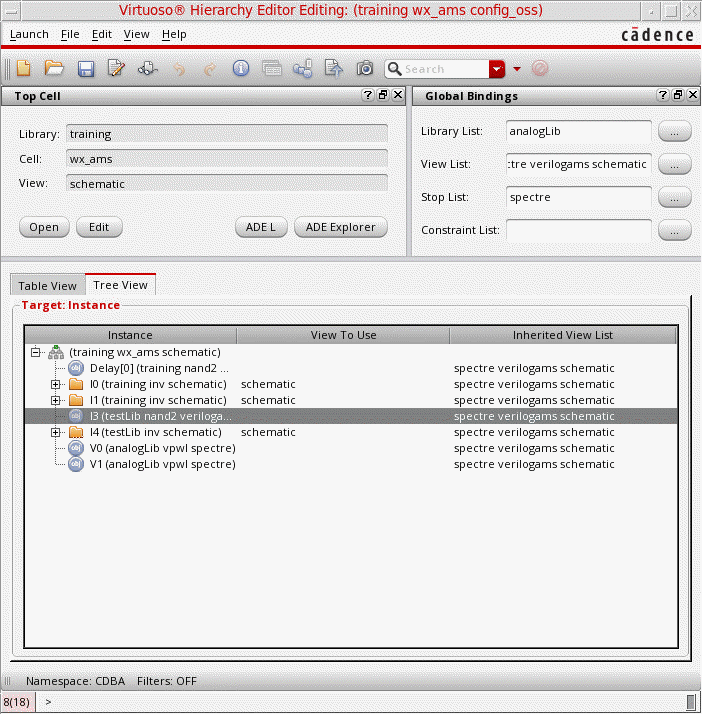 Virtuoso® Hierarchy Editor Editing: (training wx_ams config_oss)
Launch File Edit View Help
cādence
Search
Top Cell
Library: training
Cell: wx_ams
View: schematic
Open Edit ADE L ADE Explorer
Global Bindings
Library List: analogLib ...
View List: :tre verilogams schematic ...
Stop List: spectre ...
Constraint List: ...
Table View Tree View
Target: Instance
Instance View To Use Inherited View List
(training wx_ams schematic)
Delay[0] (training nand2 ... spectre verilogams schematic
I0 (training inv schematic) schematic spectre verilogams schematic
I1 (training inv schematic) schematic spectre verilogams schematic
I3 (testLib nand2 veriloga... spectre verilogams schematic
I4 (testLib inv schematic) schematic spectre verilogams schematic
V0 (analogLib vpwl spectre) spectre verilogams schematic
V1 (analogLib vpwl spectre) spectre verilogams schematic
Namespace: CDBA Filters: OFF
8(18) >